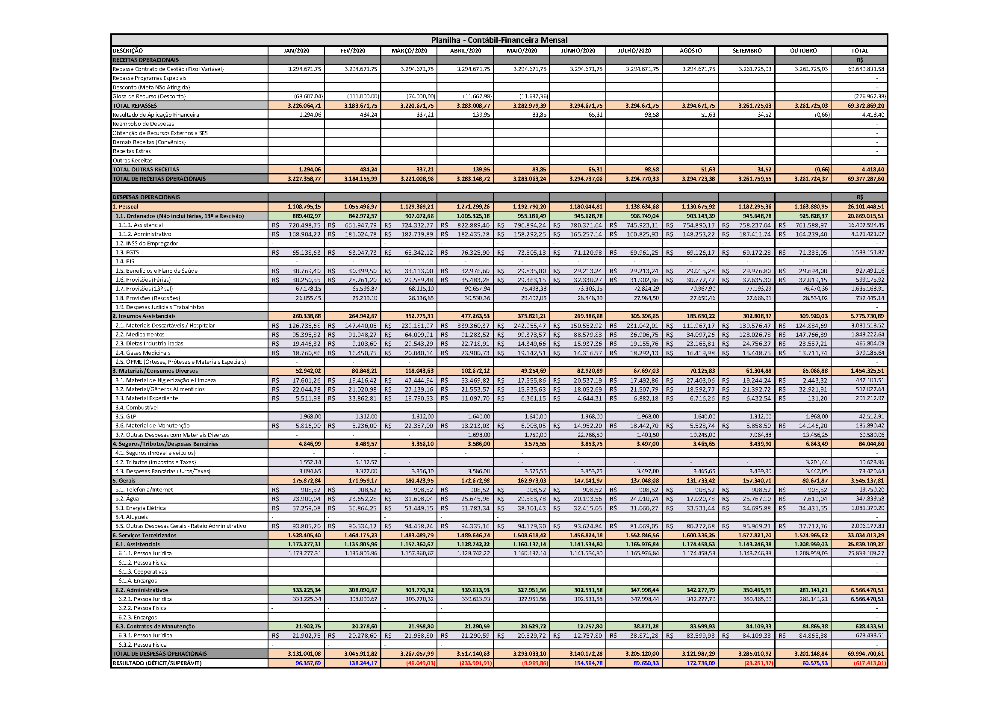 Planilha - Contábil-Financeira Mensal
DESCRIÇÃO JAN/2020 FEV/2020 MARÇO/2020 ABRIL/2020 MAIO/2020 JUNHO/2020 JULHO/2020 AGOSTO SETEMBRO OUTUBRO TOTAL
RECEITAS OPERACIONAIS R$
Repasse Contrato de Gestão (Fixo+Variável) 3.294.671,75 3.294.671,75 3.294.671,75 3.294.671,75 3.294.671,75 3.294.671,75 3.294.671,75 3.294.671,75 3.261.725,03 3.261.725,03 69.649.831,58
Repasse Programas Especiais -
Desconto (Meta Não Atingida) -
Glosa de Recurso (Desconto) (68.607,04) (111.000,00) (74.000,00) (11.662,98) (11.692,36) (276.962,38)
TOTAL REPASSES 3.226.064,71 3.183.671,75 3.220.671,75 3.283.008,77 3.282.979,39 3.294.671,75 3.294.671,75 3.294.671,75 3.261.725,03 3.261.725,03 69.372.869,20
Resultado de Aplicação Financeira 1.294,06 484,24 337,21 139,95 83,85 65,31 98,58 51,63 34,52 (0,66) 4.418,40
Reembolso de Despesas -
Obtenção de Recursos Externos a SES -
Demais Receitas (Convênios) -
Receitas Extras -
Outras Receitas -
TOTAL OUTRAS RECEITAS 1.294,06 484,24 337,21 139,95 83,85 65,31 98,58 51,63 34,52 (0,66) 4.418,40
TOTAL DE RECEITAS OPERACIONAIS 3.227.358,77 3.184.155,99 3.221.008,96 3.283.148,72 3.283.063,24 3.294.737,06 3.294.770,33 3.294.723,38 3.261.759,55 3.261.724,37 69.377.287,60
DESPESAS OPERACIONAIS R$
1. Pessoal 1.108.795,15 1.055.496,97 1.129.369,21 1.271.299,26 1.192.790,20 1.180.044,81 1.138.634,68 1.130.675,92 1.182.295,36 1.163.880,95 26.101.448,51
1.1. Ordenados (Não inclui férias, 13º e Rescisão) 889.402,97 842.972,57 907.072,66 1.005.325,18 955.186,49 945.628,78 906.749,04 903.143,39 945.648,78 925.828,37 20.669.015,51
1.1.1. Assistencial R$ 720.498,75 R$ 661.947,79 R$ 724.332,77 R$ 822.889,40 R$ 796.894,24 R$ 780.371,64 R$ 745.923,11 R$ 754.890,17 R$ 758.237,04 R$ 761.588,97 16.497.594,45
1.1.2. Administrativo R$ 168.904,22 R$ 181.024,78 R$ 182.739,89 R$ 182.435,78 R$ 158.292,25 R$ 165.257,14 R$ 160.825,93 R$ 148.253,22 R$ 187.411,74 R$ 164.239,40 4.171.421,07
1.2. INSS do Empregador - - - - - - - - - - -
1.3. FGTS R$ 65.138,63 R$ 63.047,73 R$ 65.342,12 R$ 76.325,90 R$ 73.505,13 R$ 71.120,98 R$ 69.961,25 R$ 69.126,17 R$ 69.172,28 R$ 71.335,05 1.538.151,87
1.4. PIS - - - - - - - - - - -
1.5. Benefícios e Plano de Saúde R$ 30.769,40 R$ 30.399,50 R$ 33.113,00 R$ 32.976,60 R$ 29.835,00 R$ 29.213,24 R$ 29.213,24 R$ 29.015,28 R$ 29.976,80 R$ 29.694,00 927.491,16
1.6. Provisões (Férias) R$ 30.250,55 R$ 28.261,20 R$ 29.589,48 R$ 35.483,28 R$ 29.363,15 R$ 32.330,27 R$ 31.902,36 R$ 30.772,72 R$ 32.635,30 R$ 32.019,15 599.175,92
1.7. Provisões (13º sal) 67.178,15 65.596,87 68.115,10 90.657,94 75.498,38 73.303,15 72.824,29 70.967,90 77.193,29 76.470,36 1.635.168,91
1.8. Provisões (Rescisões) 26.055,45 25.219,10 26.136,85 30.530,36 29.402,05 28.448,39 27.984,50 27.650,46 27.668,91 28.534,02 732.445,14
1.9. Despesas Judiciais Trabalhistas -
2. Insumos Assistenciais 260.338,68 264.942,67 352.775,31 477.263,53 375.821,21 269.386,68 305.396,65 185.650,22 302.808,37 309.920,03 5.775.730,89
2.1. Materiais Descartáveis / Hospitalar R$ 126.735,68 R$ 147.440,05 R$ 239.181,97 R$ 339.360,37 R$ 242.955,47 R$ 150.552,92 R$ 231.042,01 R$ 111.967,17 R$ 139.576,47 R$ 124.884,69 3.081.518,52
2.2. Medicamentos R$ 95.395,82 R$ 91.948,27 R$ 64.009,91 R$ 91.283,52 R$ 99.373,57 R$ 88.579,83 R$ 36.906,75 R$ 34.097,26 R$ 123.026,78 R$ 147.766,39 1.849.222,64
2.3. Dietas Industrializadas R$ 19.446,32 R$ 9.103,60 R$ 29.543,29 R$ 22.718,91 R$ 14.349,66 R$ 15.937,36 R$ 19.155,76 R$ 23.165,81 R$ 24.756,37 R$ 23.557,21 465.804,09
2.4. Gases Medicinais R$ 18.760,86 R$ 16.450,75 R$ 20.040,14 R$ 23.900,73 R$ 19.142,51 R$ 14.316,57 R$ 18.292,13 R$ 16.419,98 R$ 15.448,75 R$ 13.711,74 379.185,64
2.5. OPME (Órteses, Próteses e Materiais Especiais) - - - -
3. Materiais/Consumos Diversos 52.942,02 80.848,21 118.043,63 102.672,12 49.254,69 82.920,89 67.697,03 70.125,83 61.304,88 65.066,88 1.454.325,51
3.1. Material de Higienização e Limpeza R$ 17.601,26 R$ 19.416,42 R$ 47.444,94 R$ 53.469,82 R$ 17.555,86 R$ 20.537,19 R$ 17.492,86 R$ 27.403,06 R$ 19.244,24 R$ 2.443,32 447.101,51
3.2. Material/Gêneros Alimentícios R$ 22.044,78 R$ 21.020,98 R$ 27.139,16 R$ 21.553,57 R$ 15.935,63 R$ 18.052,69 R$ 21.507,79 R$ 18.592,77 R$ 21.392,72 R$ 32.921,91 517.027,64
3.3. Material Expediente R$ 5.511,98 R$ 33.862,81 R$ 19.790,53 R$ 11.097,70 R$ 6.361,15 R$ 4.644,31 R$ 6.882,18 R$ 6.716,26 R$ 6.432,54 R$ 131,20 201.212,97
3.4. Combustível - - -
3.5. GLP 1.968,00 1.312,00 1.312,00 1.640,00 1.640,00 1.968,00 1.968,00 1.640,00 1.312,00 1.968,00 42.512,91
3.6. Material de Manutenção R$ 5.816,00 R$ 5.236,00 R$ 22.357,00 R$ 13.213,03 R$ 6.003,05 R$ 14.952,20 R$ 18.442,70 R$ 5.528,74 R$ 5.858,50 R$ 14.146,20 185.890,42
3.7. Outras Despesas com Materiais Diversos - - - 1.698,00 1.759,00 22.766,50 1.403,50 10.245,00 7.064,88 13.456,25 60.580,06
4. Seguros/Tributos/Despesas Bancárias 4.646,99 8.489,57 3.356,10 3.586,00 3.575,55 3.853,75 3.497,00 3.465,65 3.439,90 6.643,49 84.044,60
4.1. Seguros (Imóvel e veículos) - - - - - - -
4.2. Tributos (Impostos e Taxas) 1.552,14 5.112,57 - - - - - - 3.201,44 10.623,96
4.3. Despesas Bancárias (Juros/Taxas) 3.094,85 3.377,00 3.356,10 3.586,00 3.575,55 3.853,75 3.497,00 3.465,65 3.439,90 3.442,05 73.420,64
5. Gerais 175.872,84 171.959,17 180.423,95 172.672,98 162.973,03 147.141,97 137.048,08 131.733,42 157.340,71 80.671,87 3.545.137,81
5.1. Telefonia/Internet R$ 908,52 R$ 908,52 R$ 908,52 R$ 908,52 R$ 908,52 R$ 908,52 R$ 908,52 R$ 908,52 R$ 908,52 R$ 908,52 19.750,20
5.2. Água R$ 23.900,04 R$ 23.652,28 R$ 31.608,04 R$ 25.645,96 R$ 29.583,78 R$ 20.193,56 R$ 24.010,24 R$ 17.020,78 R$ 25.767,10 R$ 7.619,04 347.839,58
5.3. Energia Elétrica R$ 57.259,08 R$ 56.864,25 R$ 53.449,15 R$ 51.783,34 R$ 38.301,43 R$ 32.415,05 R$ 31.060,27 R$ 33.531,44 R$ 34.695,88 R$ 34.431,55 1.081.370,20
5.4. Alugueis - - - - - -
5.5. Outras Despesas Gerais - Rateio Administrativo R$ 93.805,20 R$ 90.534,12 R$ 94.458,24 R$ 94.335,16 R$ 94.179,30 R$ 93.624,84 R$ 81.069,05 R$ 80.272,68 R$ 95.969,21 R$ 37.712,76 2.096.177,83
6. Serviços Terceirizados 1.528.405,40 1.464.175,23 1.483.089,79 1.489.646,74 1.508.618,42 1.456.824,18 1.552.846,56 1.600.336,25 1.577.821,70 1.574.965,62 33.034.013,29
6.1. Assistenciais 1.173.277,31 1.135.805,96 1.157.360,67 1.128.742,22 1.160.137,14 1.141.534,80 1.165.976,84 1.174.458,53 1.143.246,38 1.208.959,03 25.839.109,27
6.1.1. Pessoa Jurídica 1.173.277,31 1.135.805,96 1.157.360,67 1.128.742,22 1.160.137,14 1.141.534,80 1.165.976,84 1.174.458,53 1.143.246,38 1.208.959,03 25.839.109,27
6.1.2. Pessoa Física -
6.1.3. Cooperativas -
6.1.4. Encargos -
6.2. Administrativos 333.225,34 308.090,67 303.770,32 339.613,93 327.951,56 302.531,58 347.998,44 342.277,79 350.465,99 281.141,21 6.566.470,51
6.2.1. Pessoa Jurídica 333.225,34 308.090,67 303.770,32 339.613,93 327.951,56 302.531,58 347.998,44 342.277,79 350.465,99 281.141,21 6.566.470,51
6.2.2. Pessoa Física - - - - -
6.2.3. Encargos -
6.3. Contratos de Manutenção 21.902,75 20.278,60 21.958,80 21.290,59 20.529,72 12.757,80 38.871,28 83.599,93 84.109,33 84.865,38 628.433,51
6.3.1. Pessoa Jurídica R$ 21.902,75 R$ 20.278,60 R$ 21.958,80 R$ 21.290,59 R$ 20.529,72 R$ 12.757,80 R$ 38.871,28 R$ 83.599,93 R$ 84.109,33 R$ 84.865,38 628.433,51
6.3.2. Pessoa Física - - - - -
TOTAL DE DESPESAS OPERACIONAIS 3.131.001,08 3.045.911,82 3.267.057,99 3.517.140,63 3.293.033,10 3.140.172,28 3.205.120,00 3.121.987,29 3.285.010,92 3.201.148,84 69.994.700,61
RESULTADO (DÉFICIT/SUPERÁVIT) 96.357,69 138.244,17 (46.049,03) (233.991,91) (9.969,86) 154.564,78 89.650,33 172.736,09 (23.251,37) 60.575,53 (617.413,01)